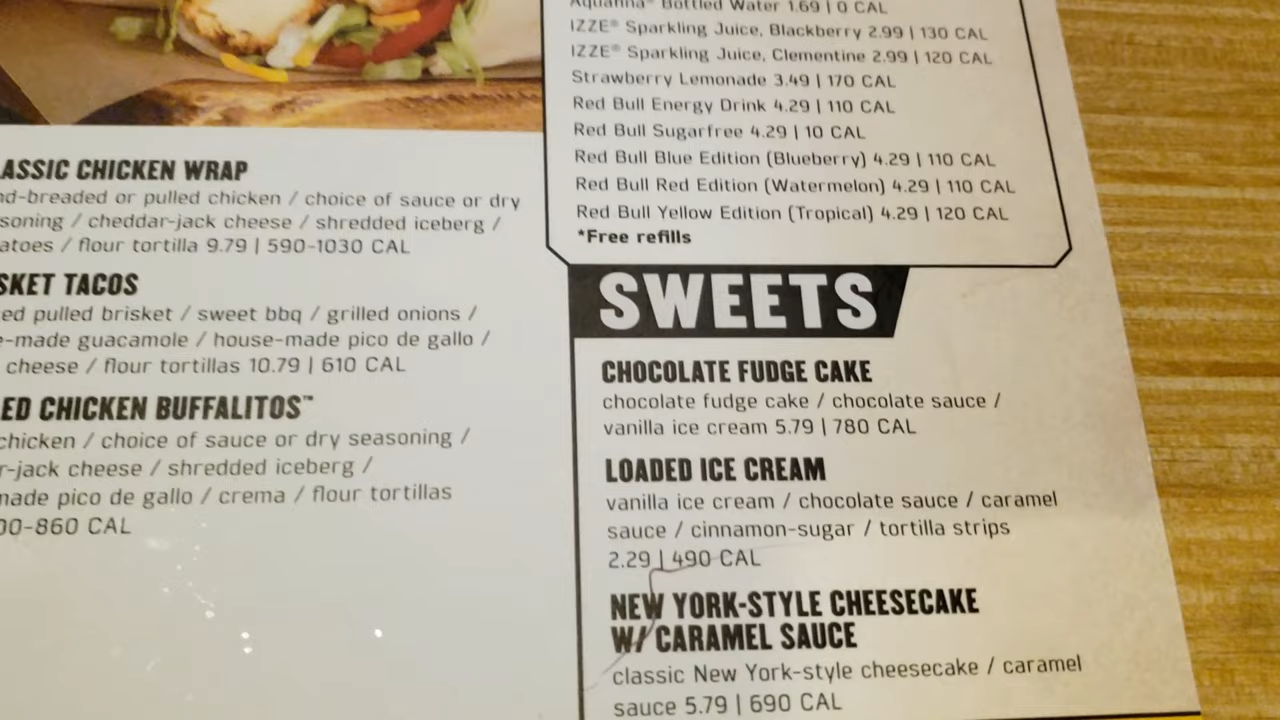 ASSIC CHICKEN WRAP
nd-breaded or pulled chicken / choice of sauce or dry
soning / cheddar-jack cheese / shredded iceberg /
atoes / flour tortilla 9.79 | 590-1030 CAL
SKET TACOS
ed pulled brisket / sweet bbq / grilled onions /
e-made guacamole / house-made pico de gallo /
cheese / flour tortillas 10.79 | 610 CAL
ED CHICKEN BUFFALITOS™
chicken / choice of sauce or dry seasoning /
r-jack cheese / shredded iceberg /
made pico de gallo / crema / flour tortillas
00-860 CAL
Bottled Water 1.69 | 0 CAL
IZZE® Sparkling Juice, Blackberry 2.99 | 130 CAL
IZZE® Sparkling Juice, Clementine 2.99 | 120 CAL
Strawberry Lemonade 3.49 | 170 CAL
Red Bull Energy Drink 4.29 | 110 CAL
Red Bull Sugarfree 4.29 | 10 CAL
Red Bull Blue Edition (Blueberry) 4.29 | 110 CAL
Red Bull Red Edition (Watermelon) 4.29 | 110 CAL
Red Bull Yellow Edition (Tropical) 4.29 | 120 CAL
*Free refills
SWEETS
CHOCOLATE FUDGE CAKE
chocolate fudge cake / chocolate sauce /
vanilla ice cream 5.79 | 780 CAL
LOADED ICE CREAM
vanilla ice cream / chocolate sauce / caramel
sauce / cinnamon-sugar / tortilla strips
2.29 | 490 CAL
NEW YORK-STYLE CHEESECAKE
W/ CARAMEL SAUCE
classic New York-style cheesecake / caramel
sauce 5.79 | 690 CAL